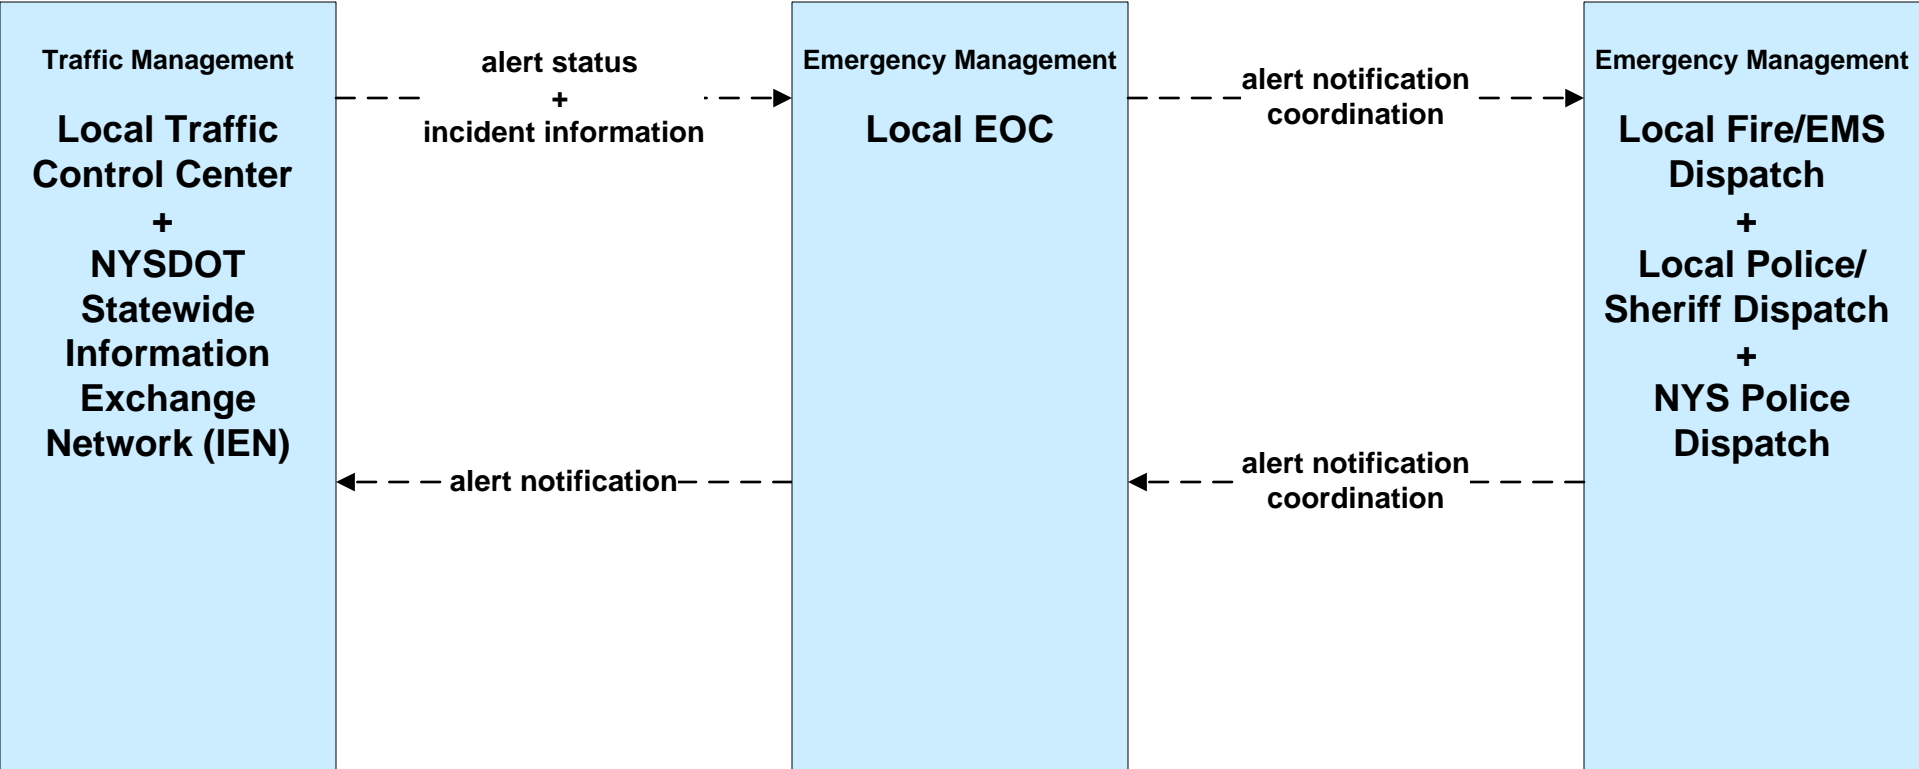 Traffic Management
Local Traffic
Control Center
+
NYSDOT
Statewide
Information
Exchange
Network (IEN)
alert status
+
incident information
alert notification
Emergency Management
Local EOC
alert notification
coordination
alert notification
coordination
Emergency Management
Local Fire/EMS
Dispatch
+
Local Police/
Sheriff Dispatch
+
NYS Police
Dispatch